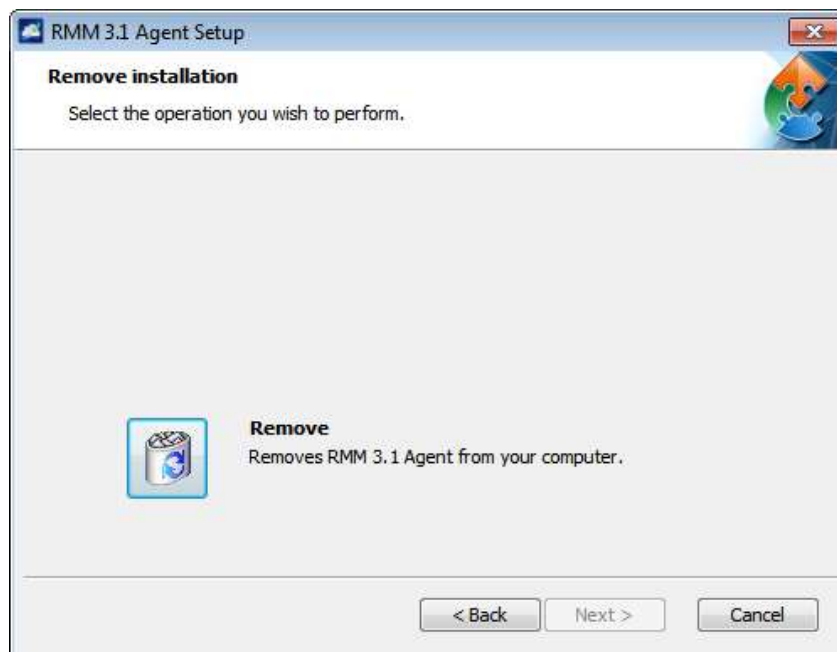 RMM 3.1 Agent Setup
Remove installation
Select the operation you wish to perform.
Remove
Removes RMM 3.1 Agent from your computer.
< Back Next > Cancel